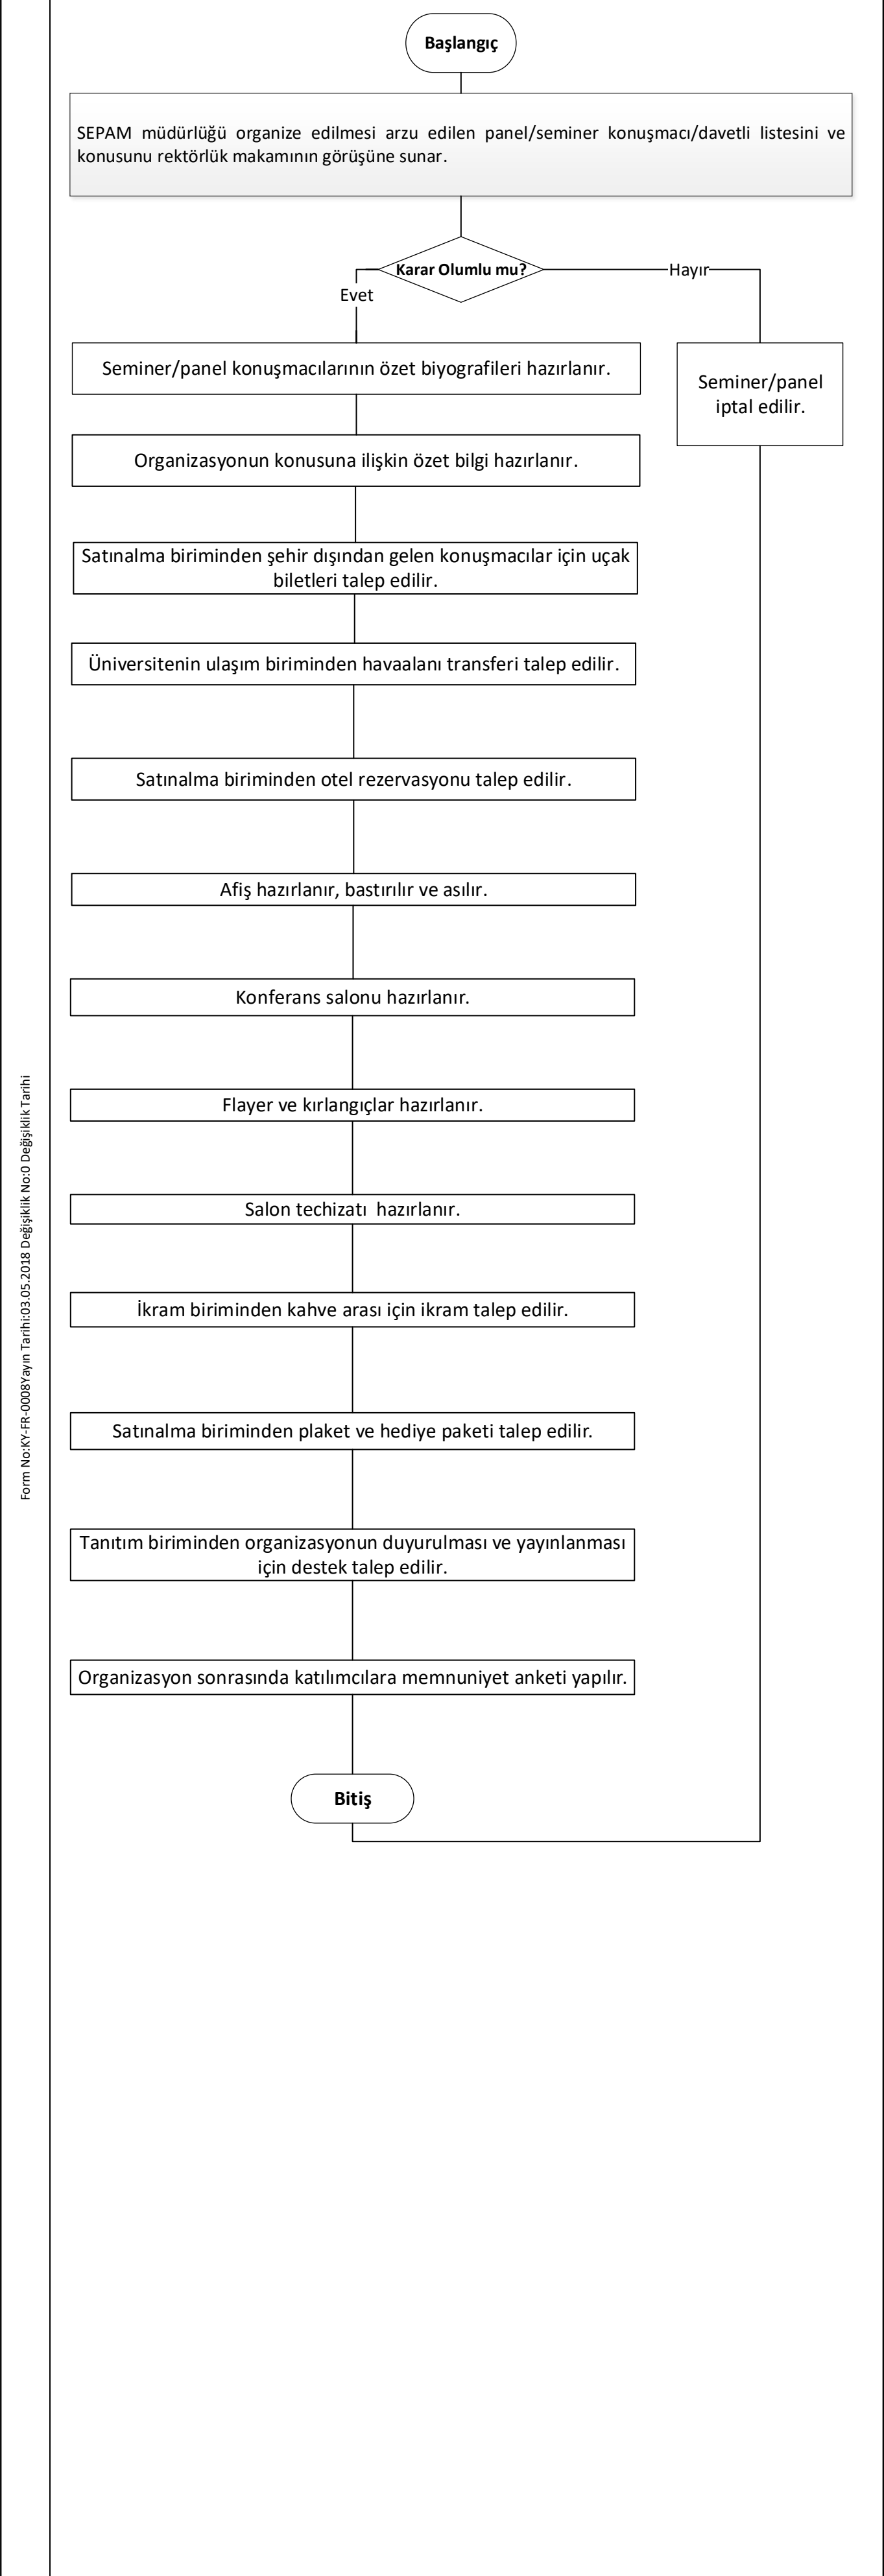 Başlangıç
SEPAM müdürlüğü organize edilmesi arzu edilen panel/seminer konuşmacı/davetli listesini ve
konusunu rektörlük makamının görüşüne sunar.
Karar Olumlu mu?
Hayır
Evet
Seminer/panel konuşmacılarının özet biyografileri hazırlanır.
Seminer/panel
iptal edilir.
Organizasyonun konusuna ilişkin özet bilgi hazırlanır.
Satınalma biriminden şehir dışından gelen konuşmacılar için uçak
biletleri talep edilir.
Üniversitenin ulaşım biriminden havaalanı transferi talep edilir.
Satınalma biriminden otel rezervasyonu talep edilir.
Afiş hazırlanır, bastırılır ve asılır.
Konferans salonu hazırlanır.
Flayer ve kırlangıçlar hazırlanır.
Salon techizatı  hazırlanır.
İkram biriminden kahve arası için ikram talep edilir.
Satınalma biriminden plaket ve hediye paketi talep edilir.
Tanıtım biriminden organizasyonun duyurulması ve yayınlanması
için destek talep edilir.
Organizasyon sonrasında katılımcılara memnuniyet anketi yapılır.
Bitiş
Form No:KY-FR-0008Yayın Tarihi:03.05.2018 Değişiklik No:0 Değişiklik Tarihi